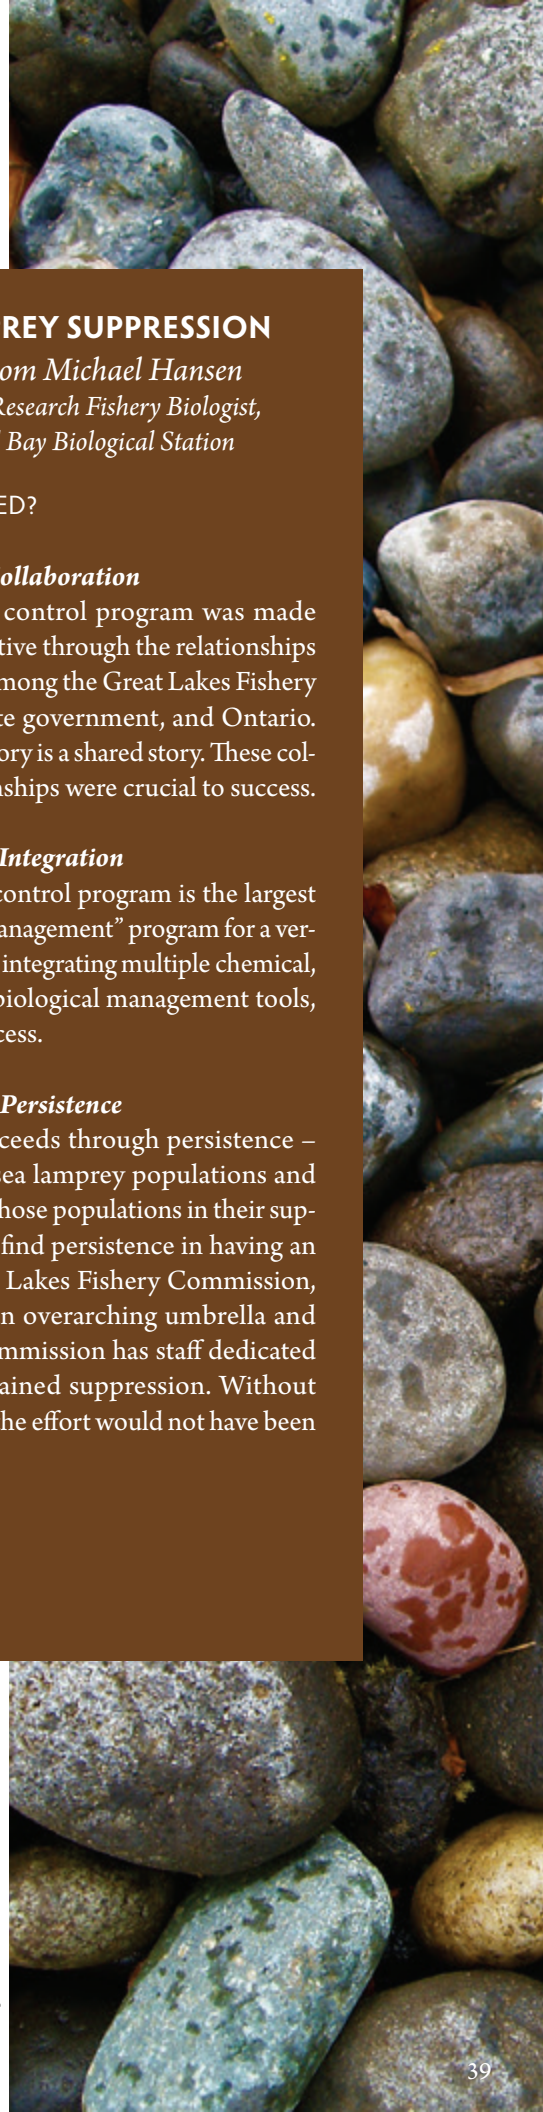 REY SUPPRESSION
om Michael Hansen
Research Fishery Biologist,
Bay Biological Station
ED?
ollaboration
control program was made
tive through the relationships
mong the Great Lakes Fishery
te government, and Ontario.
ory is a shared story. These col-
nships were crucial to success.
Integration
control program is the largest
anagement” program for a ver-
integrating multiple chemical,
biological management tools,
cess.
Persistence
ceeds through persistence –
sea lamprey populations and
hose populations in their sup-
find persistence in having an
Lakes Fishery Commission,
n overarching umbrella and
mmission has staff dedicated
ained suppression. Without
he effort would not have been
39